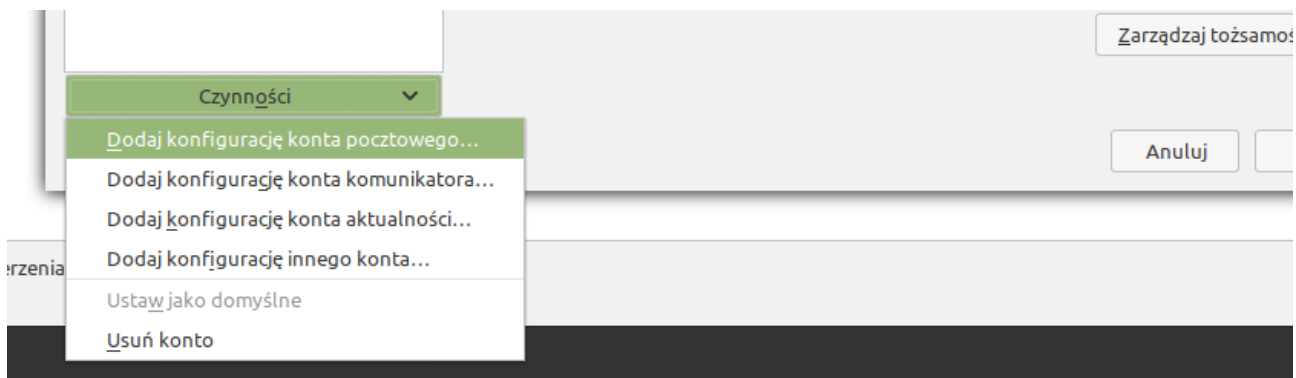 Zarządzaj tożsamoś
Czynności
Dodaj konfigurację konta pocztowego...
Anuluj
Dodaj konfigurację konta komunikatora...
Dodaj konfigurację konta aktualności...
Dodaj konfigurację innego konta...
erzenia
Ustaw jako domyślne
Usuń konto